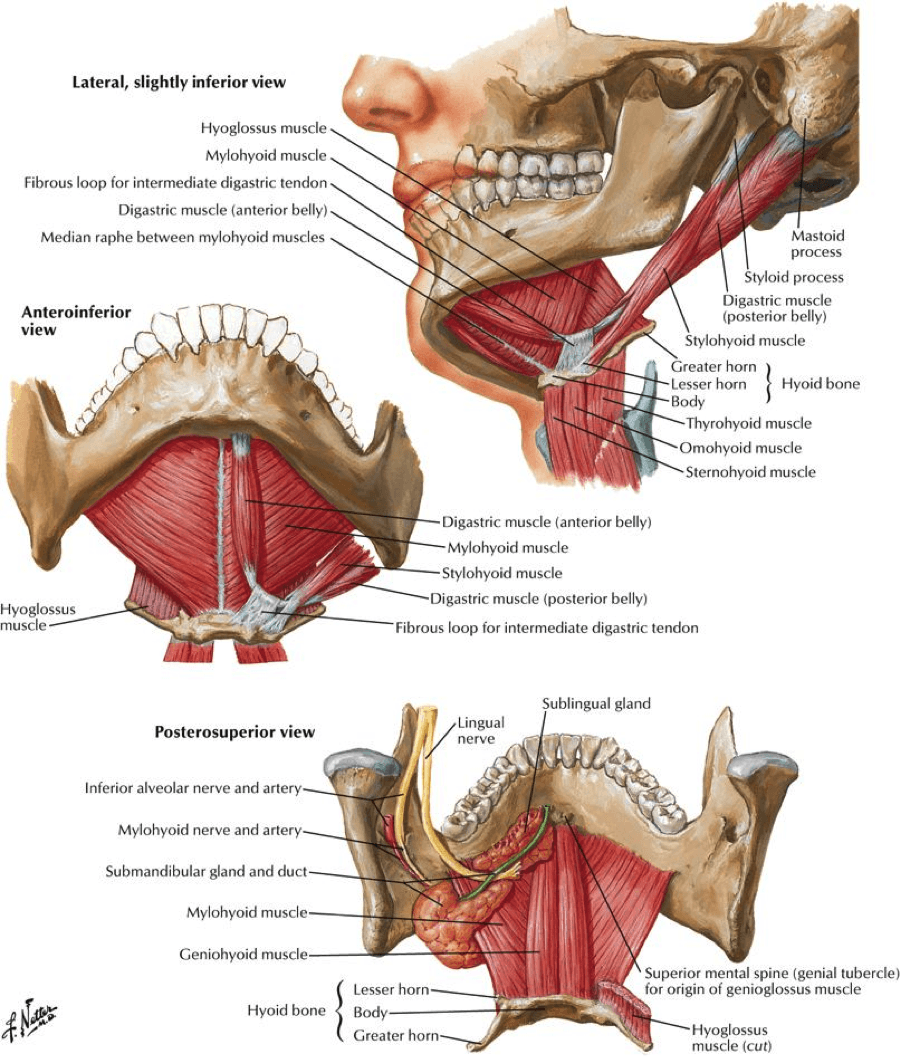 Lateral, slightly inferior view
Hyoglossus muscle
Mylohyoid muscle
Fibrous loop for intermediate digastric tendon
Digastric muscle (anterior belly)
Median raphe between mylohyoid muscles
Mastoid
process
Styloid process
Digastric muscle
(posterior belly)
Stylohyoid muscle
Greater horn
Lesser horn
Body
Hyoid bone
Thyrohyoid muscle
Omohyoid muscle
Sternohyoid muscle
Anteroinferior
view
Digastric muscle (anterior belly)
Mylohyoid muscle
Stylohyoid muscle
Digastric muscle (posterior belly)
Fibrous loop for intermediate digastric tendon
Hyoglossus
muscle
Posterosuperior view
Lingual
nerve
Sublingual gland
Inferior alveolar nerve and artery
Mylohyoid nerve and artery
Submandibular gland and duct
Mylohyoid muscle
Geniohyoid muscle
Hyoid bone
Lesser horn
Body
Greater horn
Superior mental spine (genial tubercle)
for origin of genioglossus muscle
Hyoglossus
muscle (cut)
F. Netter
M.D.